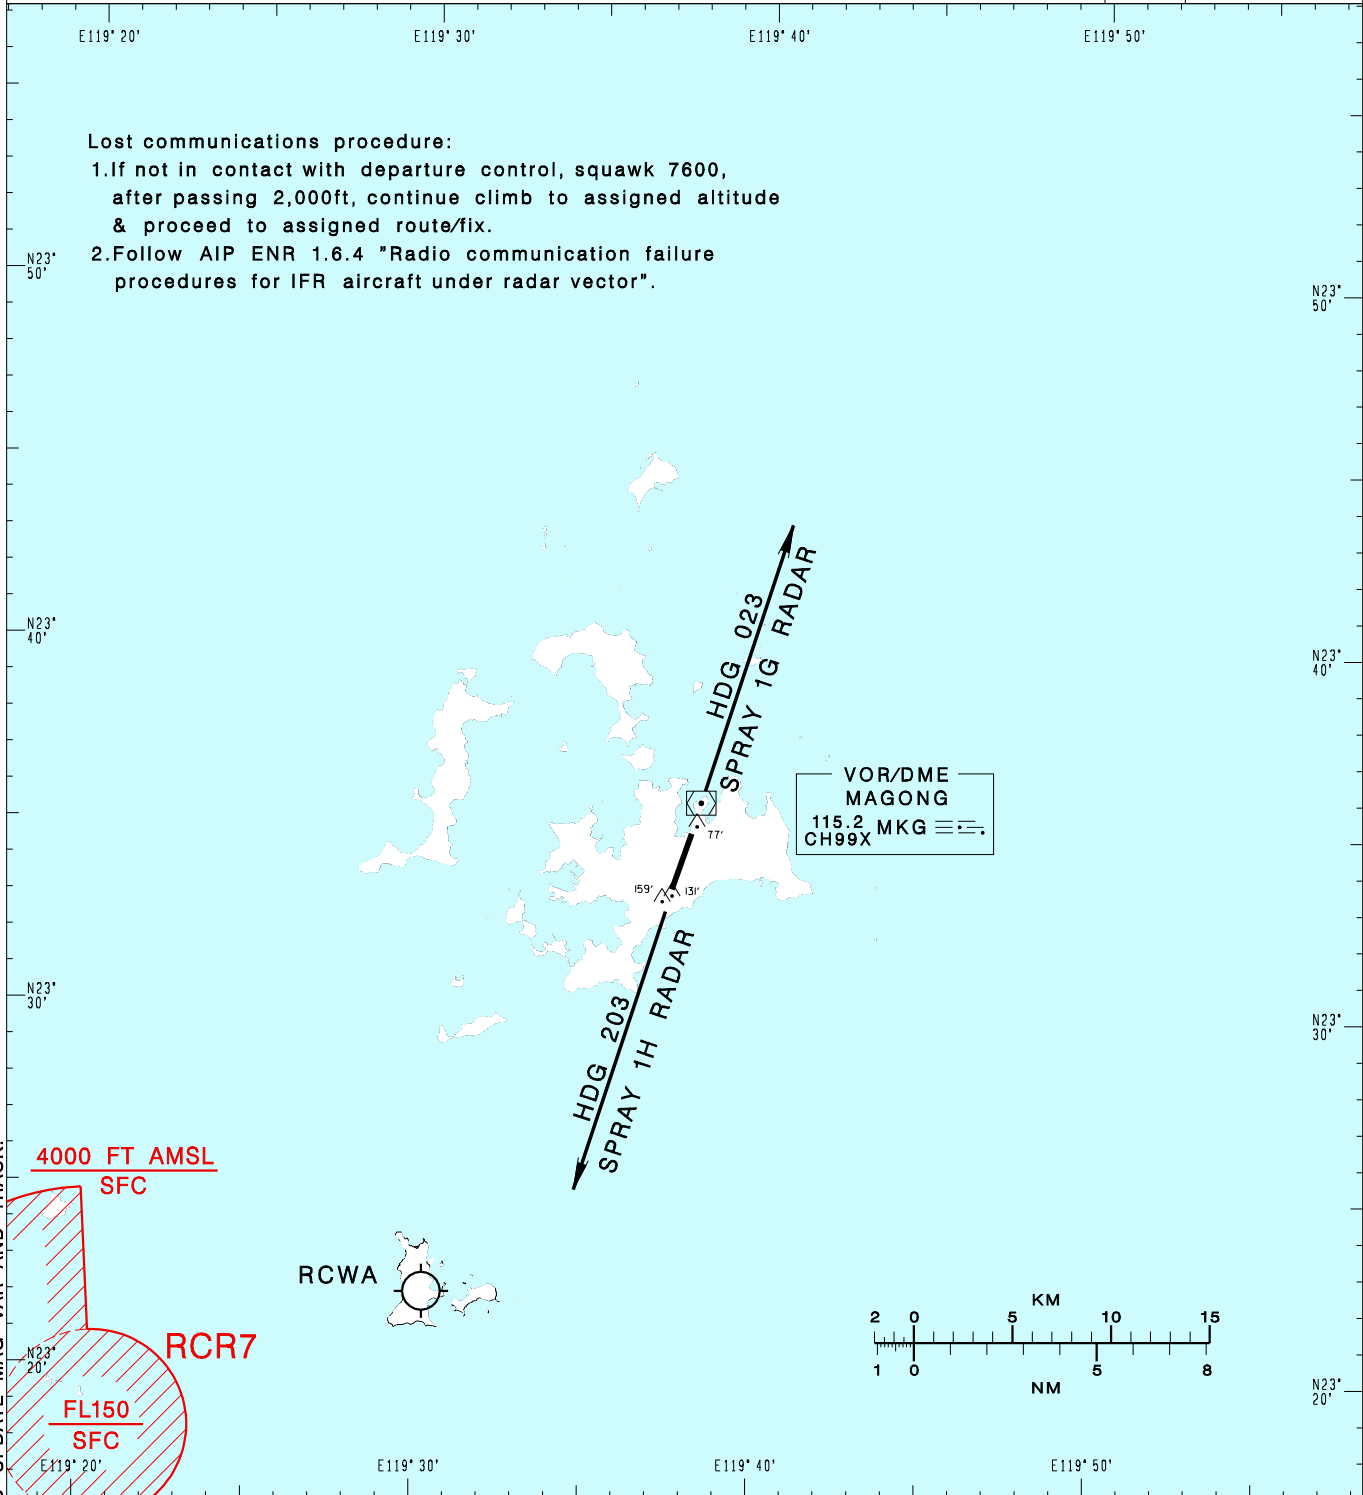 E119° 20' E119° 30' E119° 40' E119° 50'
Lost communications procedure:
1.If not in contact with departure control, squawk 7600,
after passing 2,000ft, continue climb to assigned altitude
& proceed to assigned route/fix.
2.Follow AIP ENR 1.6.4 "Radio communication failure
procedures for IFR aircraft under radar vector".
N23°
50'
N23°
50'
HDG 023
SPRAY 1G RADAR
N23°
40'
N23°
40'
VOR/DME
MAGONG
115.2
CH99X
MKG
77'
159'
131'
HDG 203
SPRAY 1H RADAR
N23°
30'
N23°
30'
4000 FT AMSL
SFC
RCWA
RCR7
N23°
20'
FL150
SFC
KM
2 0 5 10 15
1 0 5 8
NM
N23°
20'
E119° 20' E119° 30' E119° 40' E119° 50'